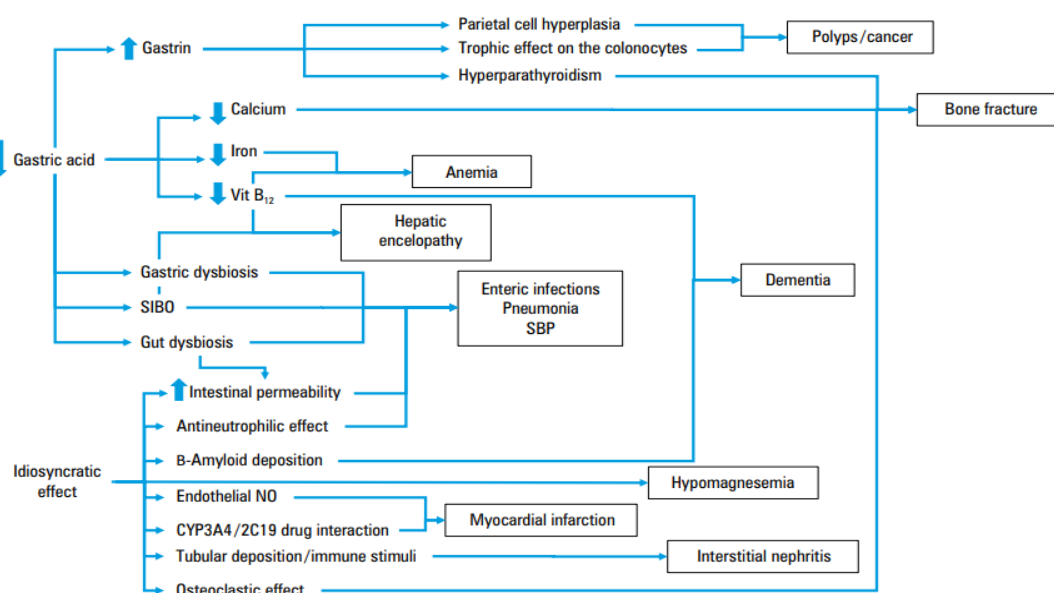 Gastrin
Parietal cell hyperplasia
Trophic effect on the colonocytes
Hyperparathyroidism
Polyps/cancer
Calcium
Bone fracture
Gastric acid
Iron
Anemia
Vit B₁₂
Hepatic
encelopathy
Gastric dysbiosis
SIBO
Gut dysbiosis
Enteric infections
Pneumonia
SBP
Dementia
Intestinal permeability
Antineutrophilic effect
B-Amyloid deposition
Idiosyncratic
effect
Hypomagnesemia
Endothelial NO
CYP3A4/2C19 drug interaction
Myocardial infarction
Tubular deposition/immune stimuli
Interstitial nephritis
Osteoclastic effect